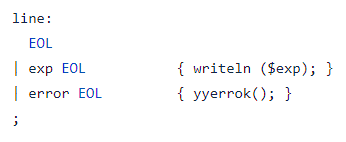 line:
  EOL
| exp EOL           { writeln ($exp); }
| error EOL         { yyerrok(); }
;